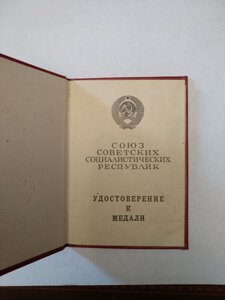 СОЮЗ
СОВЕТСКИХ
СОЦИАЛИСТИЧЕСКИХ
РЕСПУБЛИК
УДОСТОВЕРЕНИЕ
К
МЕДАЛИ